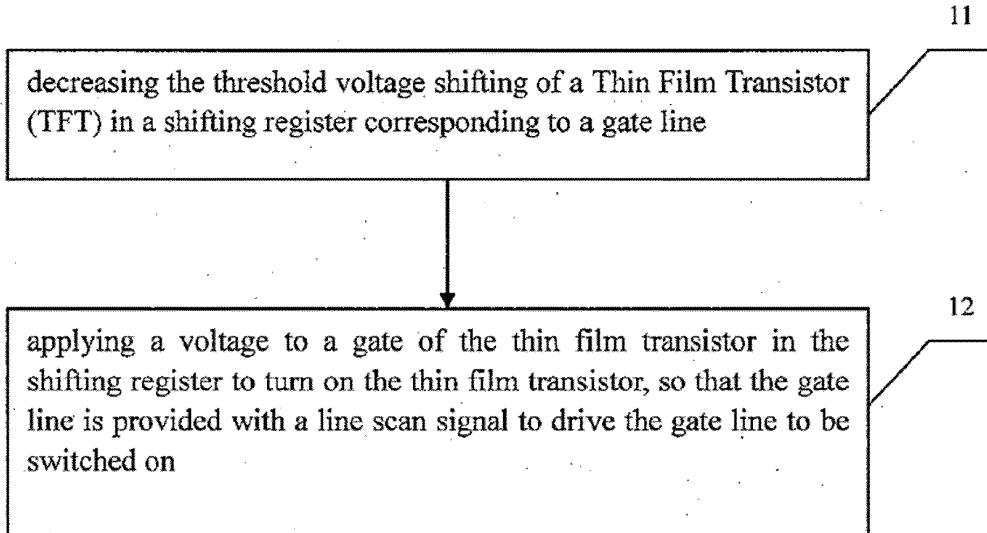 11
decreasing the threshold voltage shifting of a Thin Film Transistor
(TFT) in a shifting register corresponding to a gate line
12
applying a voltage to a gate of the thin film transistor in the
shifting register to turn on the thin film transistor, so that the gate
line is provided with a line scan signal to drive the gate line to be
switched on